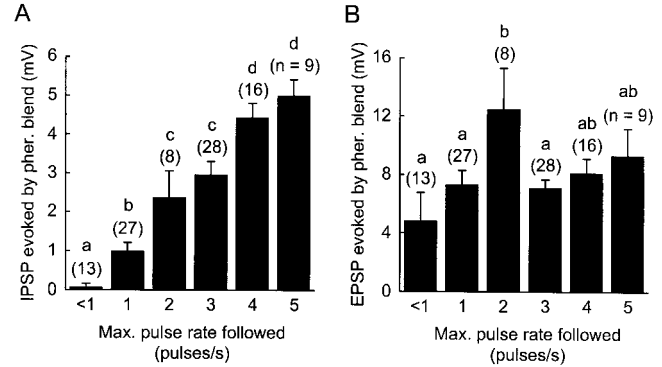 A
IPSP evoked by pher. blend (mV)
6
5
4
3
2
1
0
a
(13)
b
(27)
c
(8)
c
(28)
d
(16)
d
(n = 9)
<1 1 2 3 4 5
Max. pulse rate followed
(pulses/s)
B
EPSP evoked by pher. blend (mV)
16
12
8
4
0
a
(13)
a
(27)
b
(8)
a
(28)
ab
(16)
ab
(n = 9)
<1 1 2 3 4 5
Max. pulse rate followed
(pulses/s)